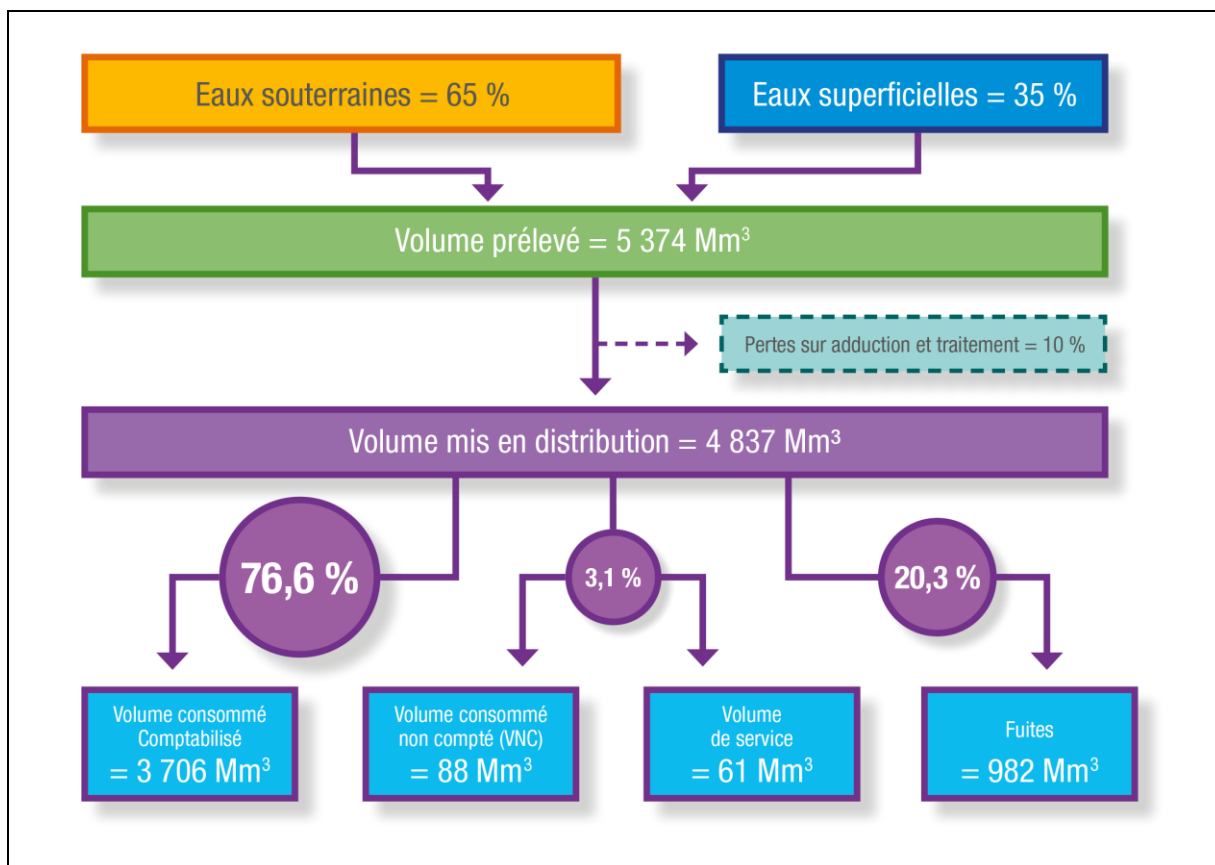 Eaux souterraines = 65 %
Eaux superficielles = 35 %
Volume prélevé = 5 374 Mm³
Pertes sur adduction et traitement = 10 %
Volume mis en distribution = 4 837 Mm³
76,6 %
3,1 %
20,3 %
Volume consommé
Comptabilisé
= 3 706 Mm³
Volume consommé
non compté (VNC)
= 88 Mm³
Volume
de service
= 61 Mm³
Fuites
= 982 Mm³